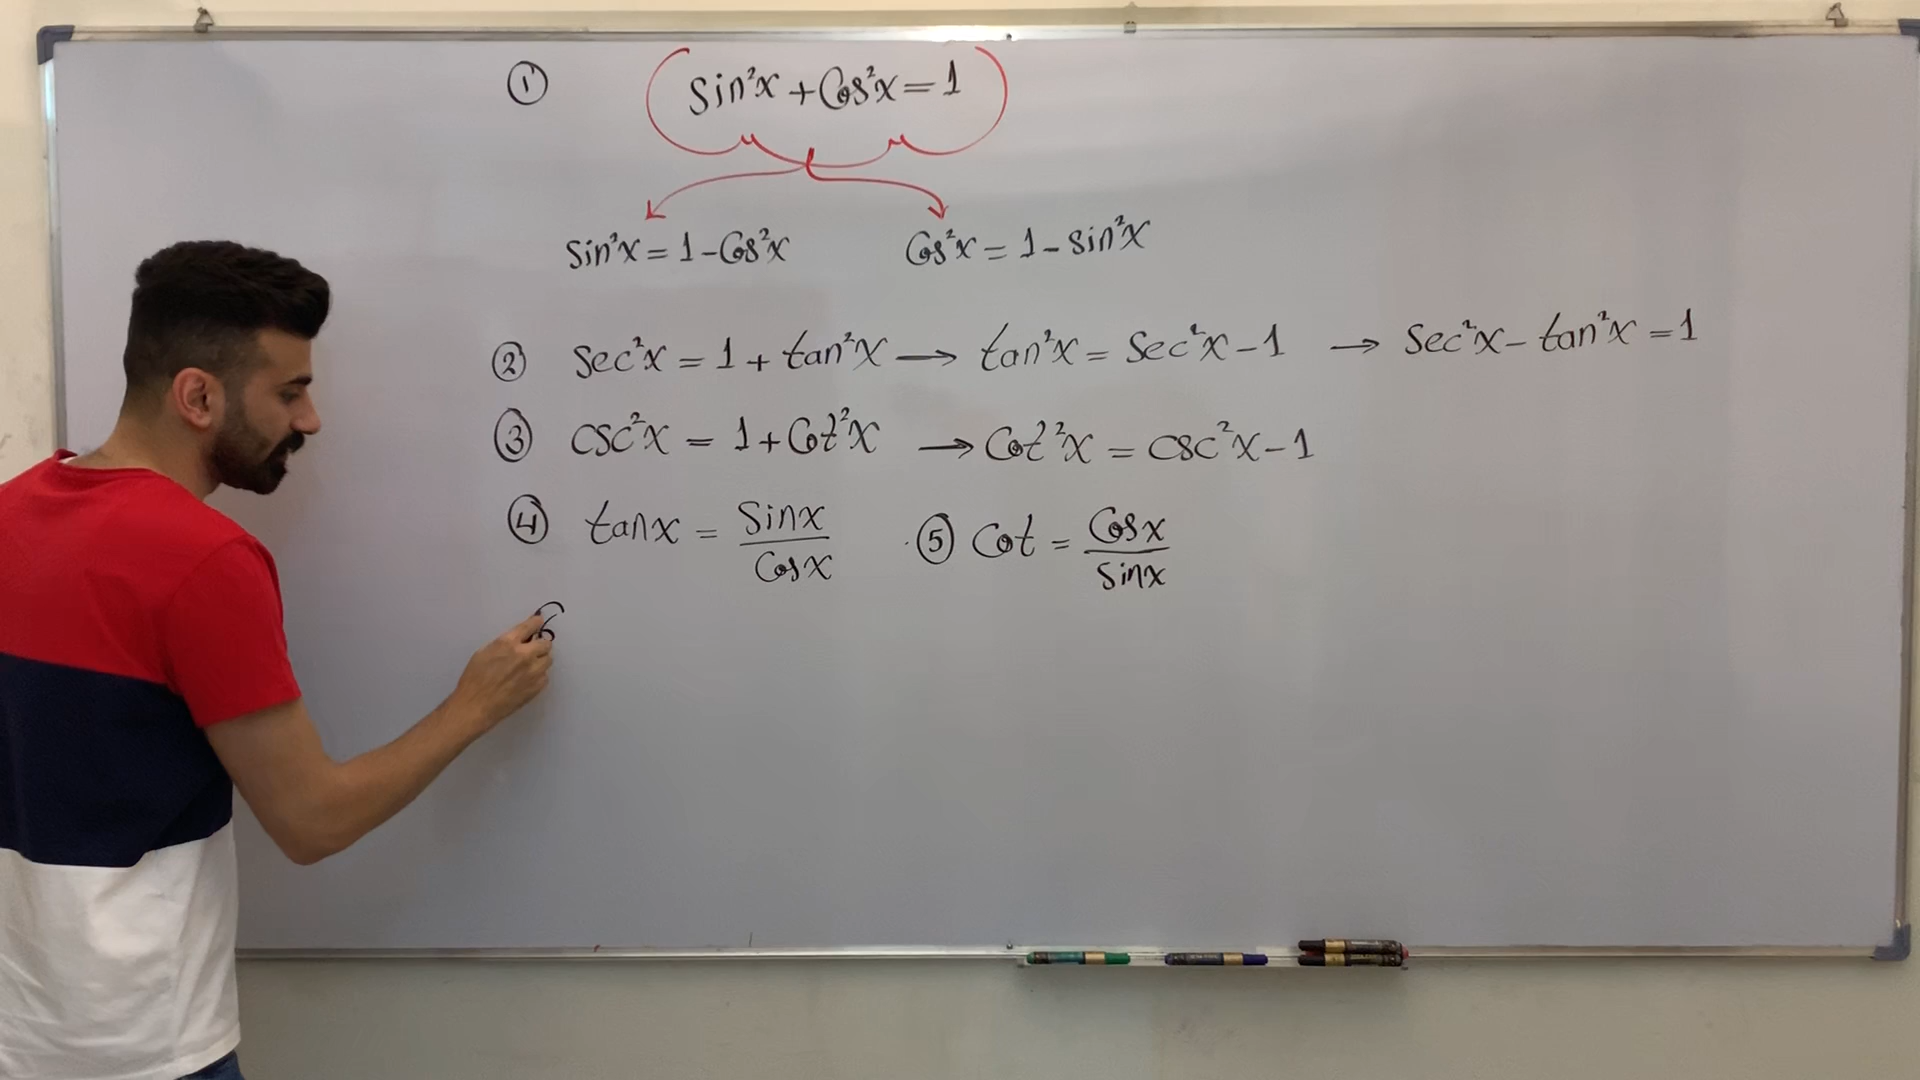 ① Sin²x + Cos²x = 1
Sin²x = 1 - Cos²x Cos²x = 1 - Sin²x
② Sec²x = 1 + tan²x → tan²x = Sec²x - 1 → Sec²x - tan²x = 1
③ CSC²x = 1 + Cot²x → Cot²x = CSC²x - 1
④ tanx = Sinx / Cosx ⑤ Cot = Cosx / Sinx
6